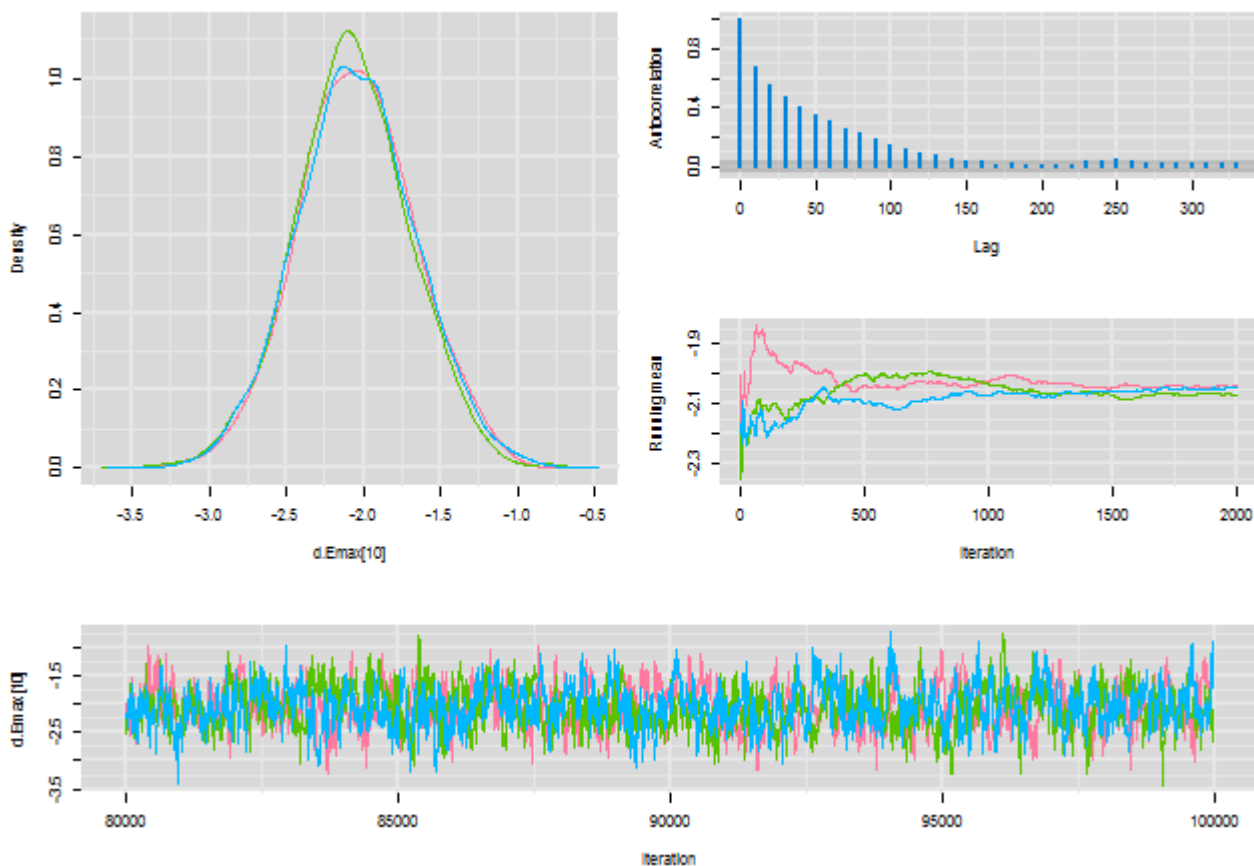 Density
0.0
0.2
0.4
0.6
0.8
1.0
-3.5 -3.0 -2.5 -2.0 -1.5 -1.0 -0.5
d.Emax[10]
Autocorrelation
0.0
0.4
0.8
0 50 100 150 200 250 300
Lag
Running mean
-2.3
-2.1
-1.9
0 500 1000 1500 2000
Iteration
d.Emax[10]
-3.5
-2.5
-1.5
80000 85000 90000 95000 100000
Iteration